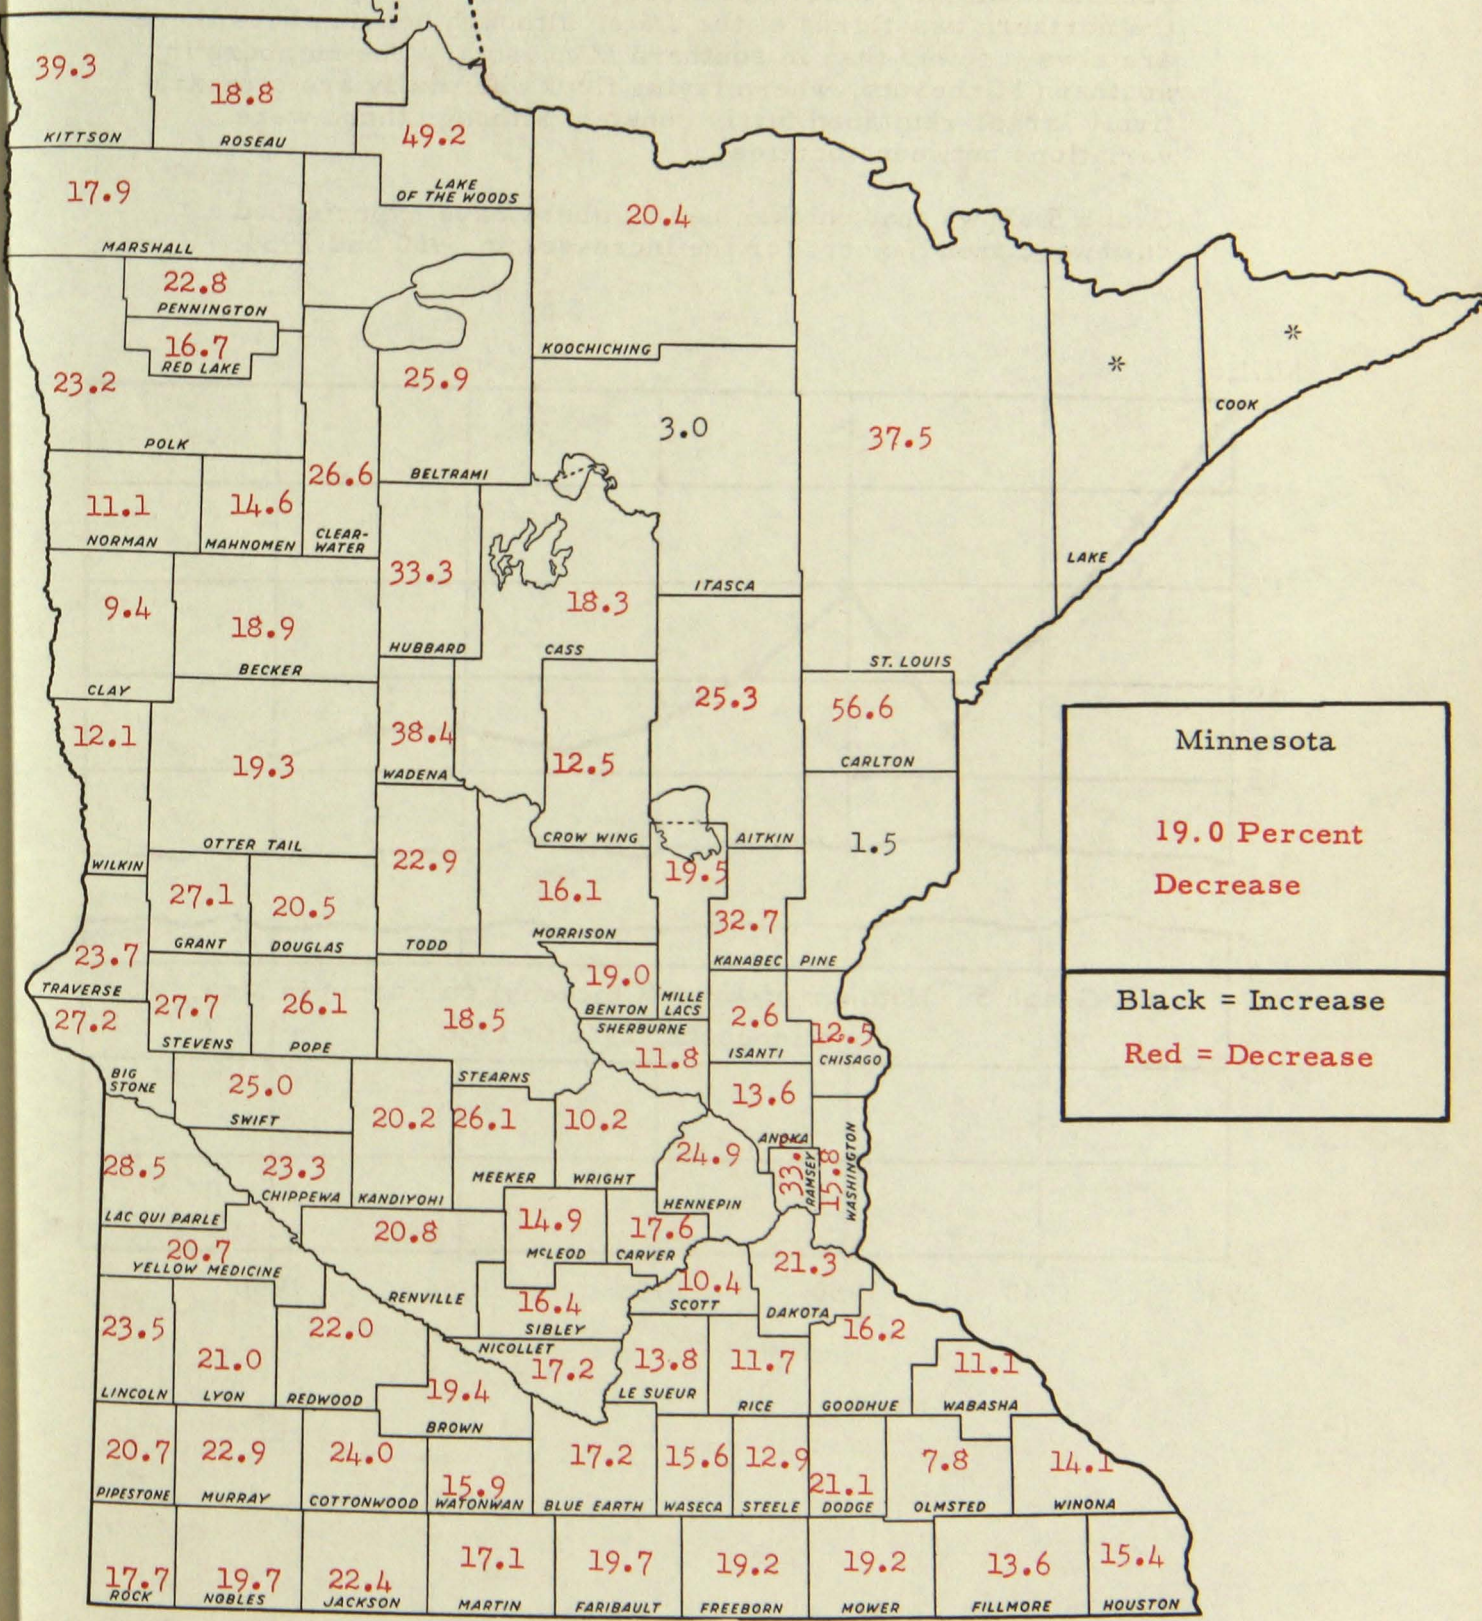 39.3
KITTSON
18.8
ROSEAU
49.2
LAKE
OF THE WOODS
17.9
MARSHALL
20.4
KOOCHICHING
22.8
PENNINGTON
16.7
RED LAKE
23.2
POLK
25.9
BELTRAMI
3.0
ITASCA
37.5
ST. LOUIS
*
LAKE
*
COOK
26.6
CLEAR-
WATER
11.1
NORMAN
14.6
MAHNOMEN
33.3
HUBBARD
18.3
CASS
9.4
CLAY
18.9
BECKER
25.3
AITKIN
56.6
CARLTON
12.1
WILKIN
19.3
OTTER TAIL
38.4
WADENA
12.5
CROW WING
1.5
PINE
22.9
TODD
16.1
MORRISON
19.5
MILLE
LACS
27.1
GRANT
20.5
DOUGLAS
32.7
KANABEC
23.7
TRAVERSE
27.2
BIG
STONE
27.7
STEVENS
26.1
POPE
18.5
STEARNS
19.0
BENTON
SHERBURNE
11.8
2.6
ISANTI
12.5
CHISAGO
25.0
SWIFT
20.2
KANDIYOHI
26.1
MEEKER
10.2
WRIGHT
13.6
ANOKA
24.9
HENNEPIN
33.
RAMSEY
15.8
WASHINGTON
28.5
LAC QUI PARLE
23.3
CHIPPEWA
20.7
YELLOW MEDICINE
20.8
RENVILLE
14.9
McLEOD
17.6
CARVER
10.4
SCOTT
21.3
DAKOTA
16.4
SIBLEY
23.5
LINCOLN
21.0
LYON
22.0
REDWOOD
NICOLLET
17.2
19.4
BROWN
13.8
LE SUEUR
11.7
RICE
16.2
GOODHUE
11.1
WABASHA
20.7
PIPESTONE
22.9
MURRAY
24.0
COTTONWOOD
15.9
WATONWAN
17.2
BLUE EARTH
15.6
WASECA
12.9
STEELE
21.1
DODGE
7.8
OLMSTED
14.1
WINONA
17.7
ROCK
19.7
NOBLES
22.4
JACKSON
17.1
MARTIN
19.7
FARIBAULT
19.2
FREEBORN
19.2
MOWER
13.6
FILLMORE
15.4
HOUSTON
Minnesota
19.0 Percent
Decrease
Black = Increase
Red = Decrease